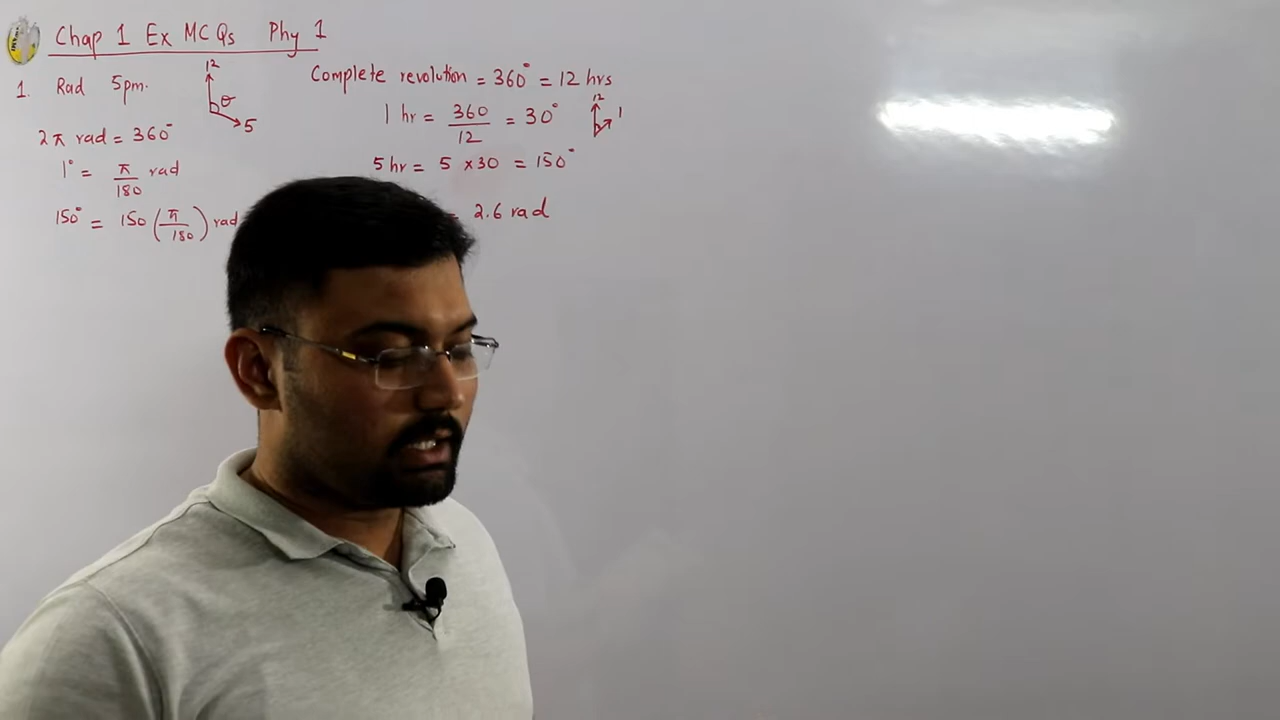 Chap 1 Ex MCQs Phy 1
1. Rad 5pm.
12
θ
5
2π rad = 360°
1° = π/180 rad
150° = 150 (π/180) rad = 2.6 rad
Complete revolution = 360° = 12 hrs
1 hr = 360/12 = 30°
12
1
5 hr = 5 × 30 = 150°